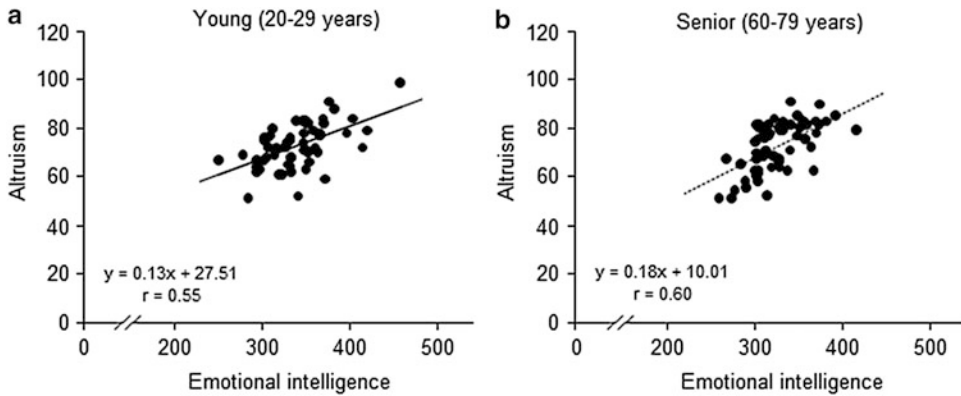 a
Young (20-29 years)
120
100
80
60
40
20
0
Altruism
y = 0.13x + 27.51
r = 0.55
0 200 300 400 500
Emotional intelligence
b
Senior (60-79 years)
120
100
80
60
40
20
0
Altruism
y = 0.18x + 10.01
r = 0.60
0 200 300 400 500
Emotional intelligence